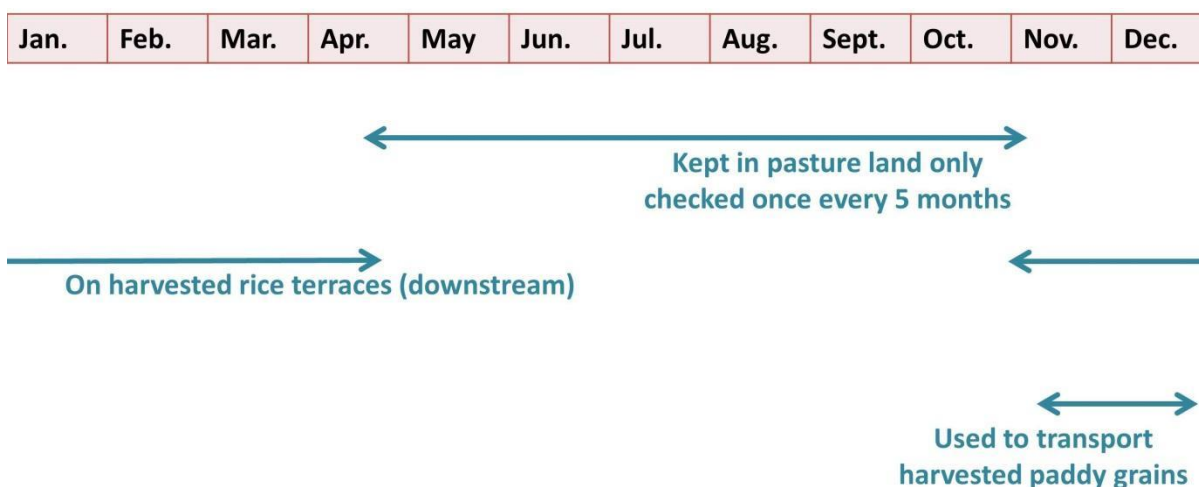 Jan. Feb. Mar. Apr. May Jun. Jul. Aug. Sept. Oct. Nov. Dec.
Kept in pasture land only
checked once every 5 months
On harvested rice terraces (downstream)
Used to transport
harvested paddy grains